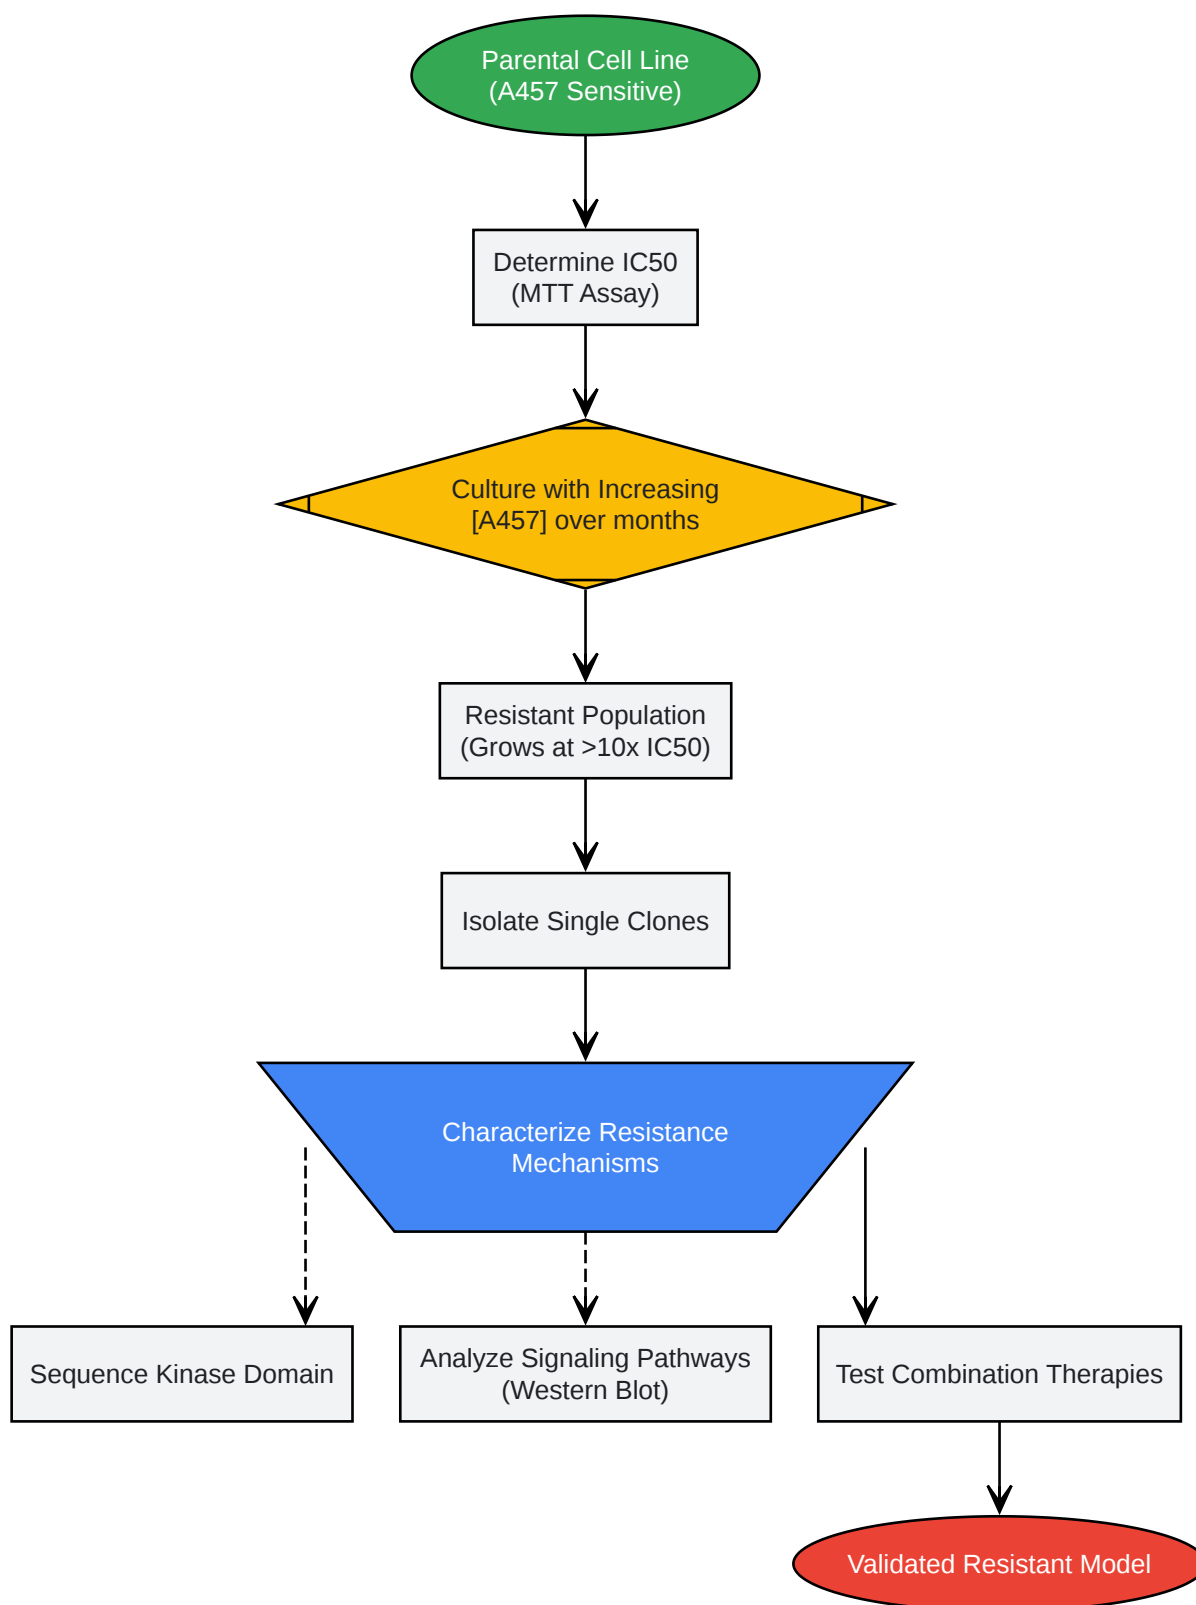 Parental Cell Line
(A457 Sensitive)
Determine IC50
(MTT Assay)
Culture with Increasing
[A457] over months
Resistant Population
(Grows at >10x IC50)
Isolate Single Clones
Characterize Resistance
Mechanisms
Sequence Kinase Domain
Analyze Signaling Pathways
(Western Blot)
Test Combination Therapies
Validated Resistant Model